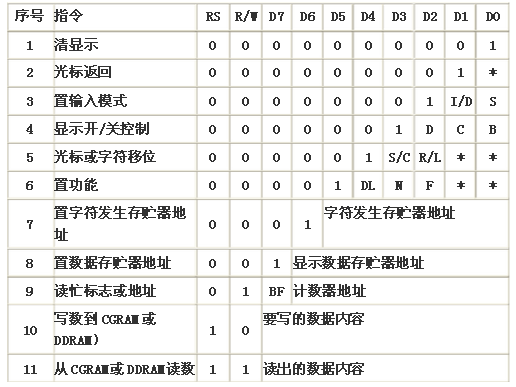 序号 指令 RS R/W D7 D6 D5 D4 D3 D2 D1 D0
1 清显示 0 0 0 0 0 0 0 0 0 1
2 光标返回 0 0 0 0 0 0 0 0 1 *
3 置输入模式 0 0 0 0 0 0 0 1 I/D S
4 显示开/关控制 0 0 0 0 0 0 1 D C B
5 光标或字符移位 0 0 0 0 0 1 S/C R/L * *
6 置功能 0 0 0 0 1 DL N F * *
7 置字符发生存贮器地址 0 0 0 1 字符发生存贮器地址
8 置数据存贮器地址 0 0 1 显示数据存贮器地址
9 读忙标志或地址 0 1 BF 计数器地址
10 写数到CGRAM或DDRAM） 1 0 要写的数据内容
11 从CGRAM或DDRAM读数 1 1 读出的数据内容